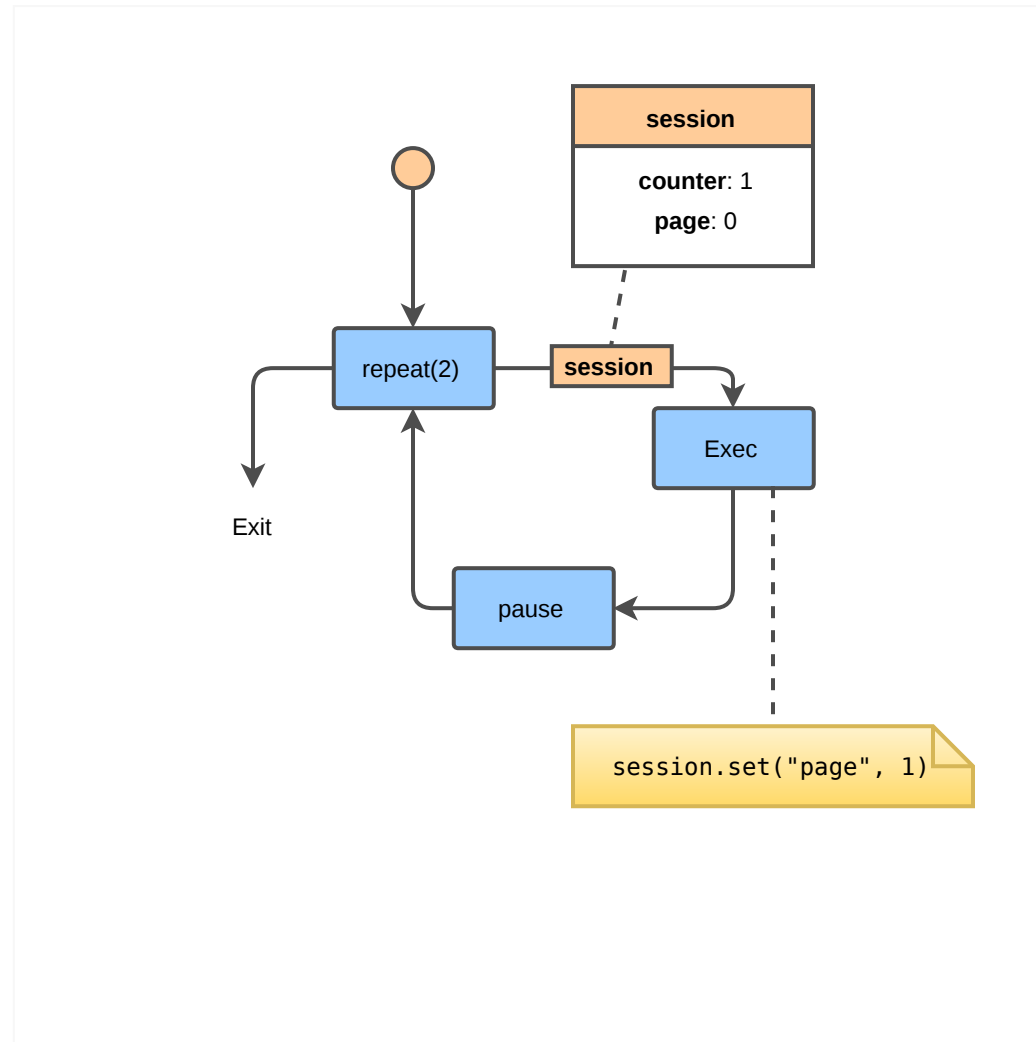 session
counter: 1
page: 0
repeat(2)
session
Exec
Exit
pause
session.set("page", 1)